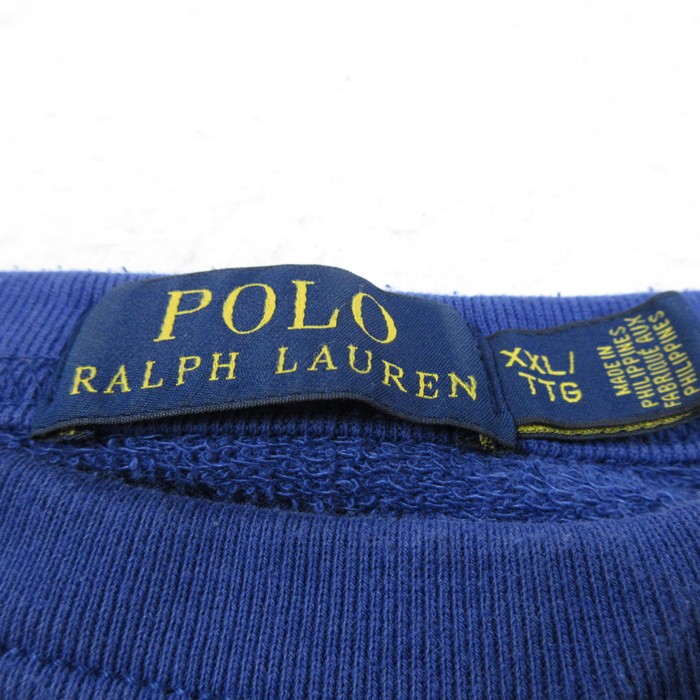 POLO
RALPH LAUREN
XXL/
TTG
MADE IN
PHILIPPINES
FABRIQUÉ AUX
PHILIPPINES